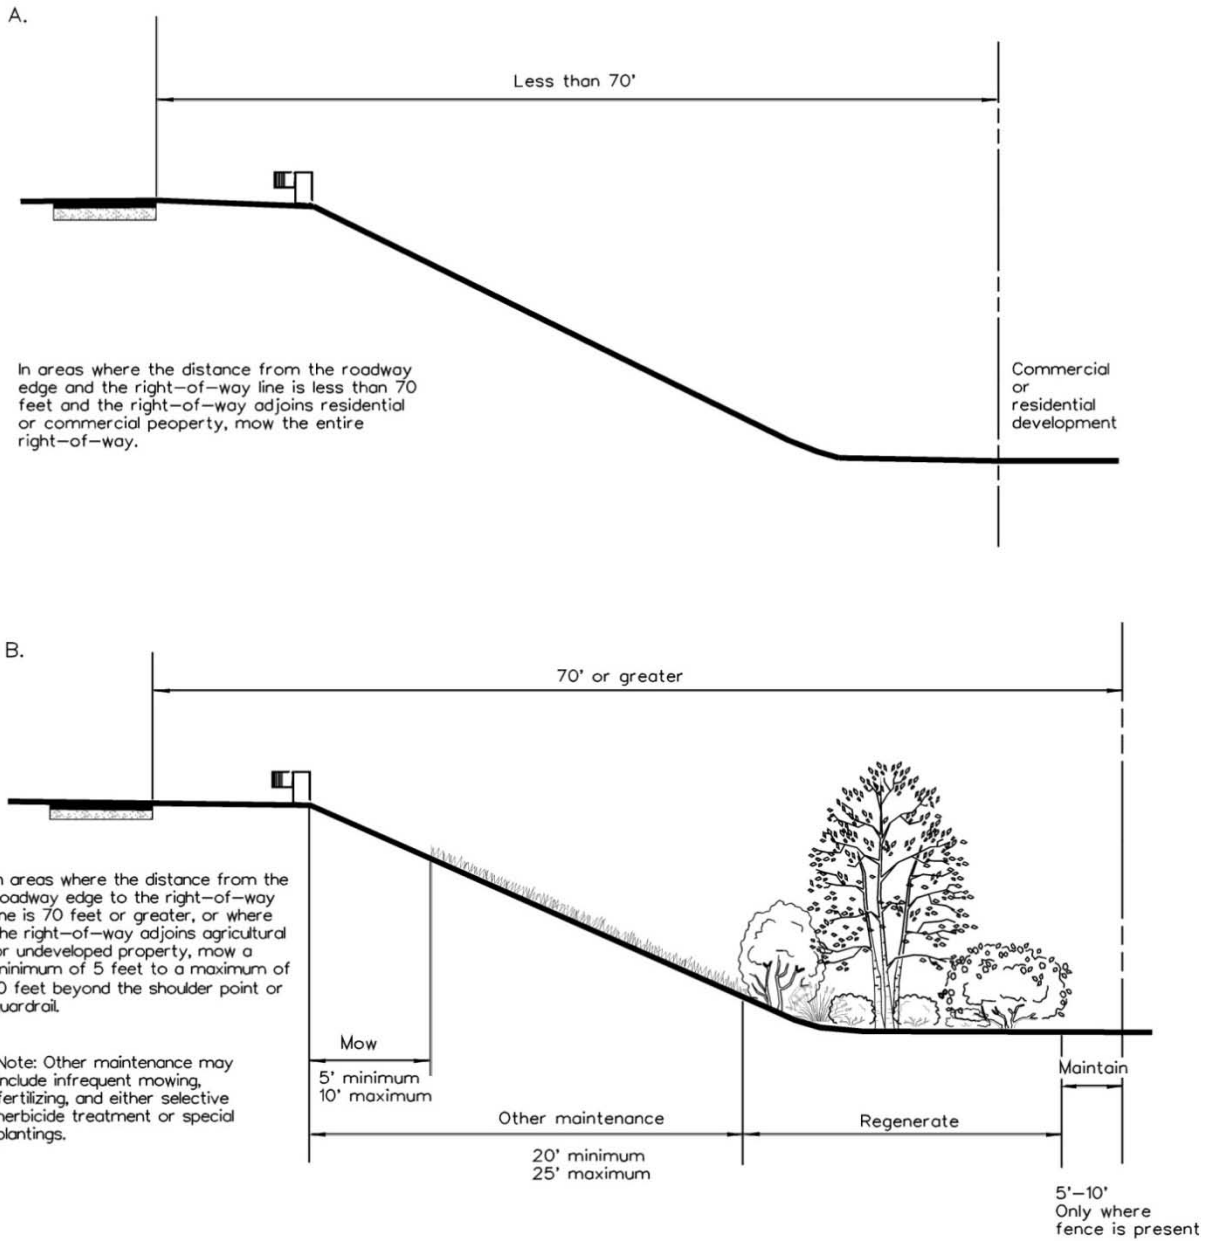 A.
Less than 70'
In areas where the distance from the roadway
edge and the right-of-way line is less than 70
feet and the right-of-way adjoins residential
or commercial peoperty, mow the entire
right-of-way.
Commercial
or
residential
development
B.
70' or greater
n areas where the distance from the
oadway edge to the right-of-way
ne is 70 feet or greater, or where
he right-of-way adjoins agricultural
or undeveloped property, mow a
minimum of 5 feet to a maximum of
0 feet beyond the shoulder point or
uardrail.
Note: Other maintenance may
include infrequent mowing,
fertilizing, and either selective
herbicide treatment or special
plantings.
Mow
5' minimum
10' maximum
Other maintenance
20' minimum
25' maximum
Regenerate
Maintain
5'-10'
Only where
fence is present